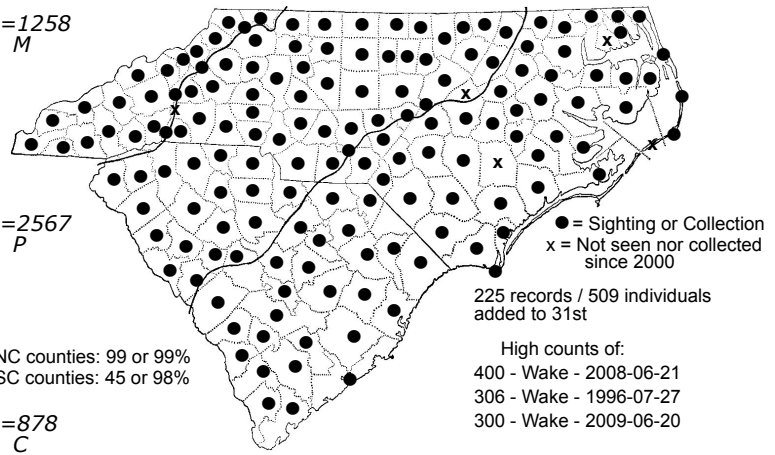 =1258
M
=2567
P
● = Sighting or Collection
x = Not seen nor collected
since 2000
225 records / 509 individuals
added to 31st
NC counties: 99 or 99%
SC counties: 45 or 98%
High counts of:
400 - Wake - 2008-06-21
306 - Wake - 1996-07-27
300 - Wake - 2009-06-20
=878
C